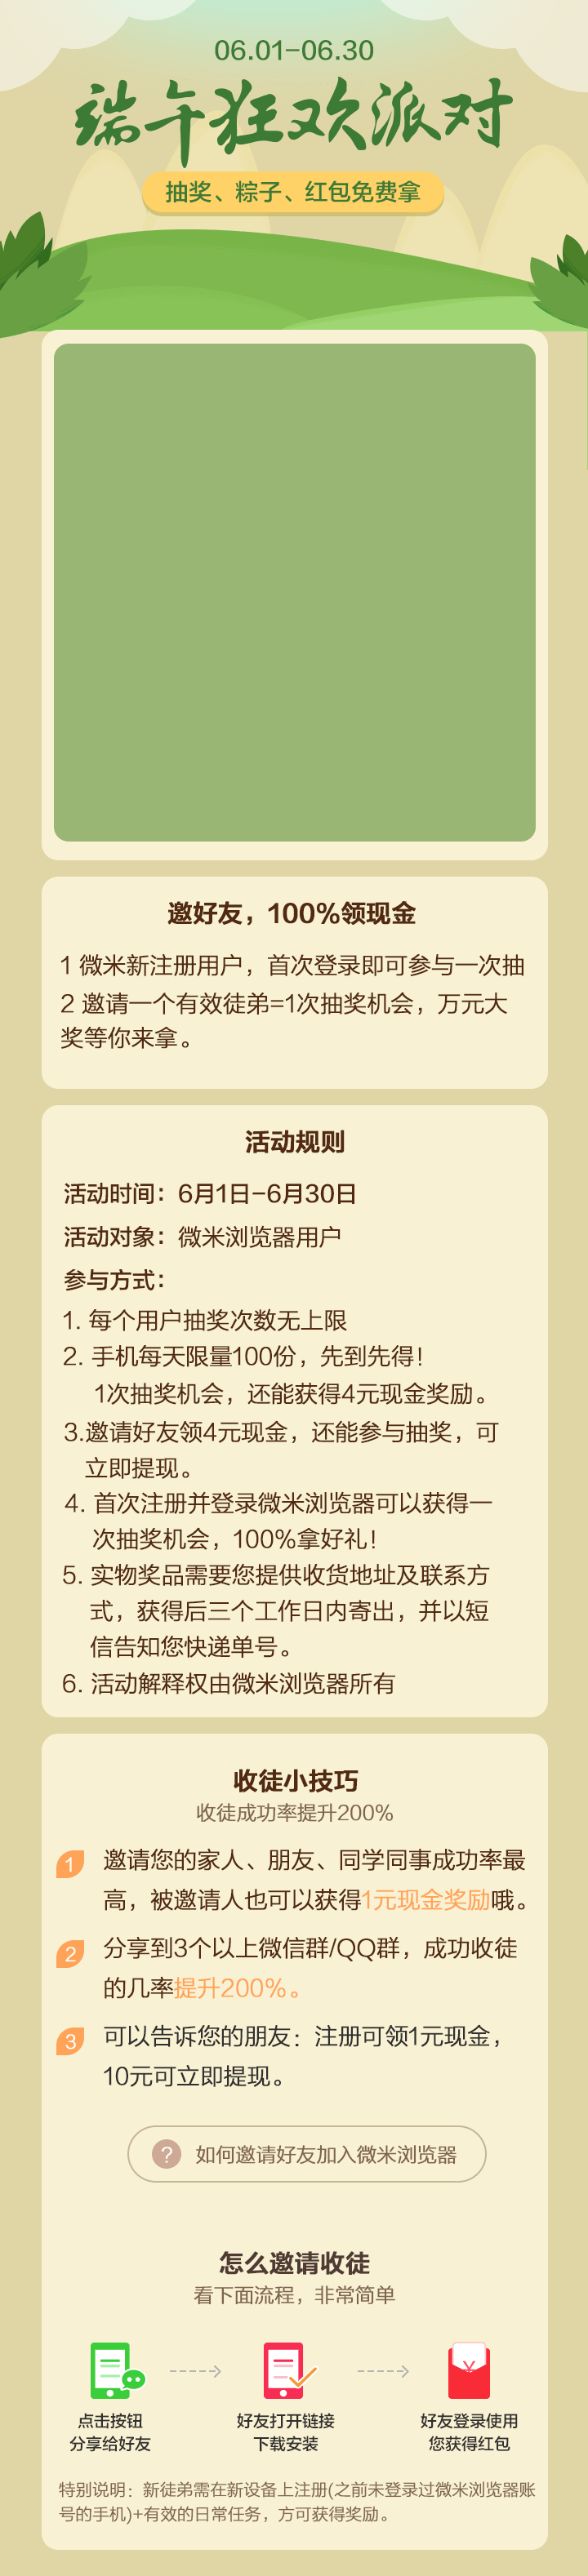 06.01-06.30
端午狂欢派对
抽奖、粽子、红包免费拿
邀好友，100%领现金
1 微米新注册用户，首次登录即可参与一次抽
2 邀请一个有效徒弟=1次抽奖机会，万元大
奖等你来拿。
活动规则
活动时间：6月1日-6月30日
活动对象：微米浏览器用户
参与方式：
1. 每个用户抽奖次数无上限
2. 手机每天限量100份，先到先得！
1次抽奖机会，还能获得4元现金奖励。
3.邀请好友领4元现金，还能参与抽奖，可
立即提现。
4. 首次注册并登录微米浏览器可以获得一
次抽奖机会，100%拿好礼！
5. 实物奖品需要您提供收货地址及联系方
式，获得后三个工作日内寄出，并以短
信告知您快递单号。
6. 活动解释权由微米浏览器所有
收徒小技巧
收徒成功率提升200%
1 邀请您的家人、朋友、同学同事成功率最
高，被邀请人也可以获得1元现金奖励哦。
2 分享到3个以上微信群/QQ群，成功收徒
的几率提升200%。
3 可以告诉您的朋友：注册可领1元现金，
10元可立即提现。
? 如何邀请好友加入微米浏览器
怎么邀请收徒
看下面流程，非常简单
¥
点击按钮
分享给好友
好友打开链接
下载安装
好友登录使用
您获得红包
特别说明：新徒弟需在新设备上注册(之前未登录过微米浏览器账
号的手机)+有效的日常任务，方可获得奖励。